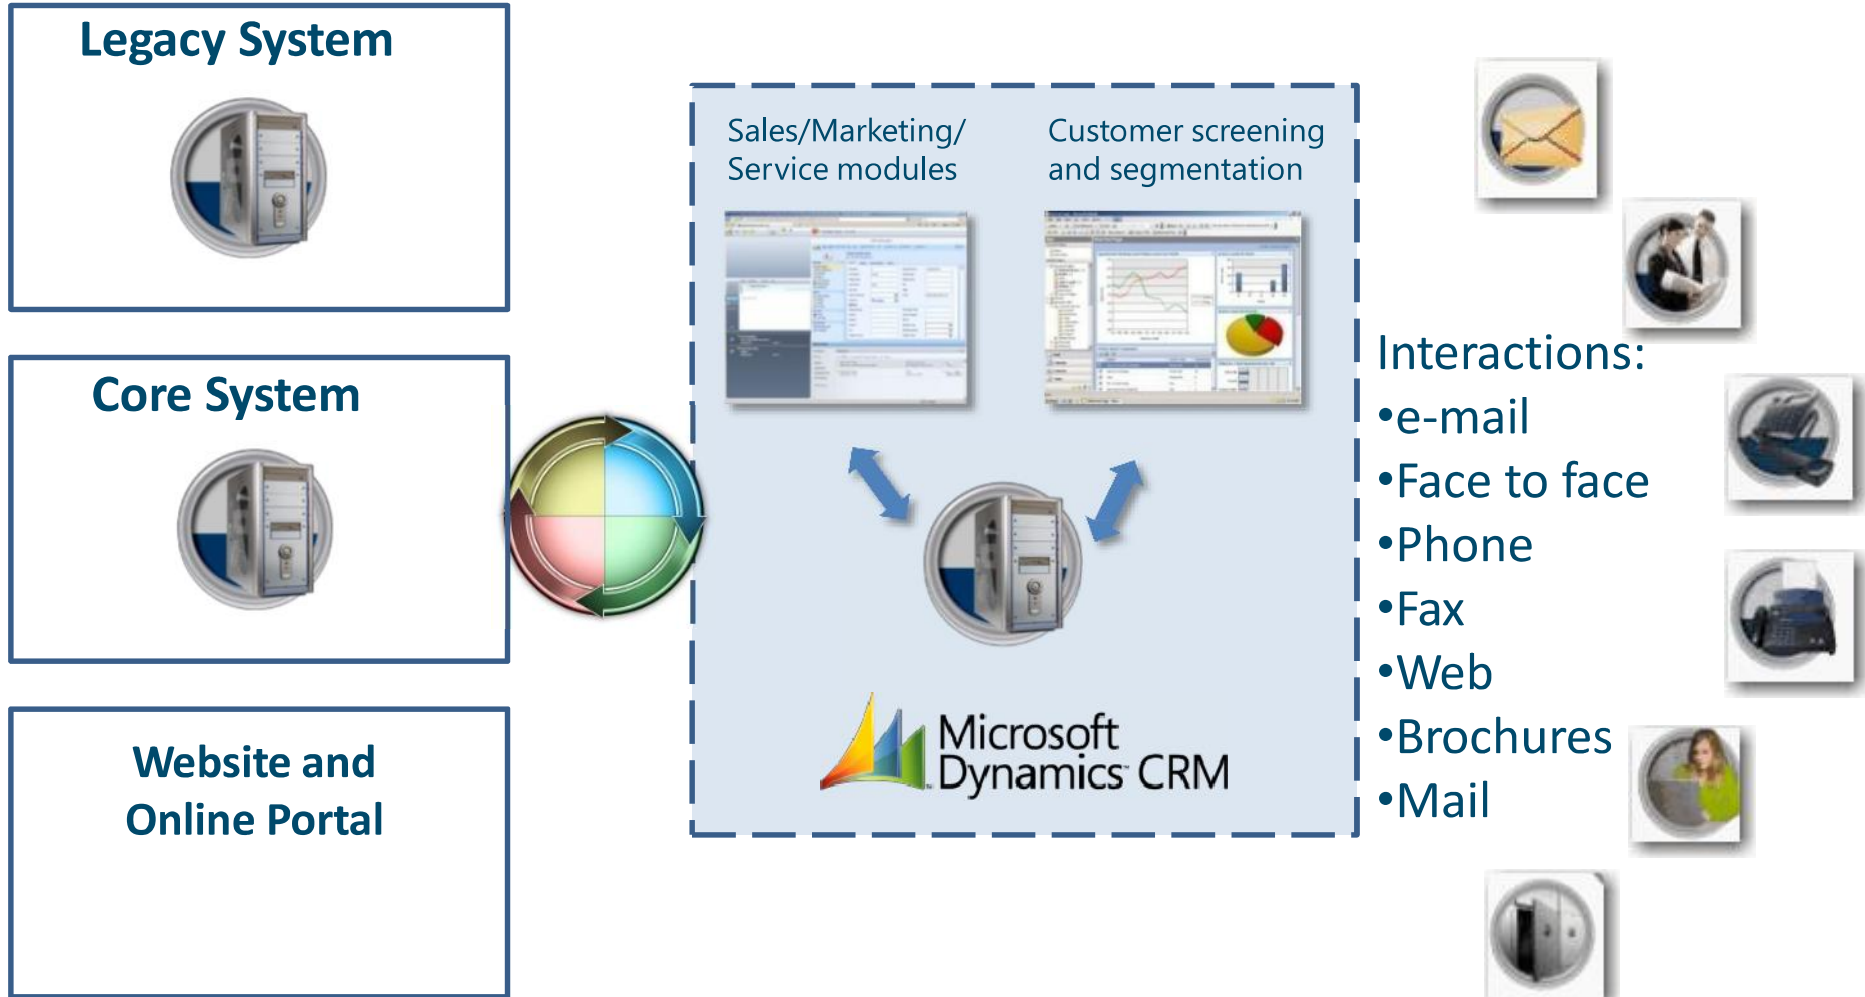 Legacy System
Core System
Website and
Online Portal
Sales/Marketing/
Service modules
Customer screening
and segmentation
Microsoft
Dynamics™ CRM
Interactions:
•e-mail
•Face to face
•Phone
•Fax
•Web
•Brochures
•Mail